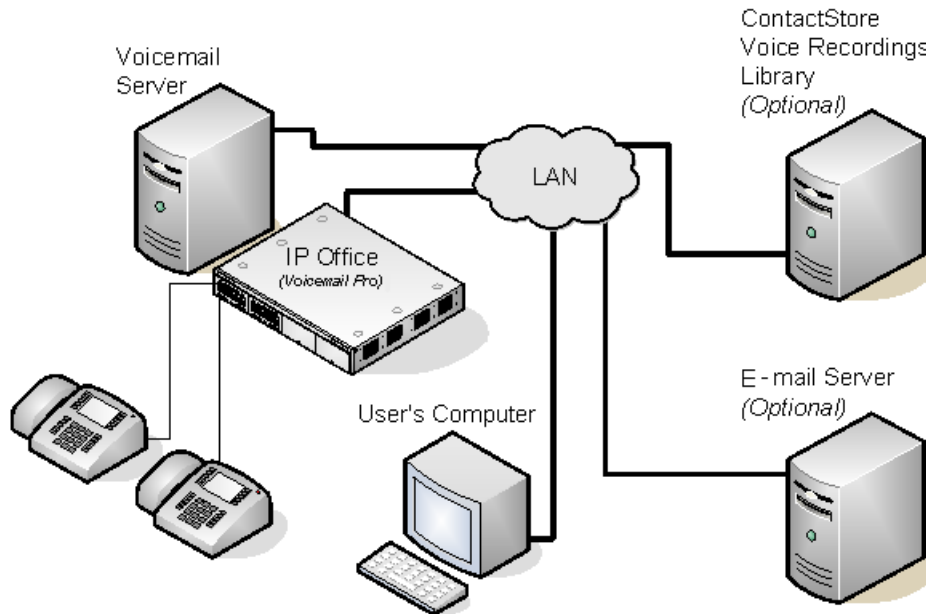 Voicemail
Server
ContactStore
Voice Recordings
Library
(Optional)
LAN
IP Office
(Voicemail Pro)
E-mail Server
(Optional)
User's Computer